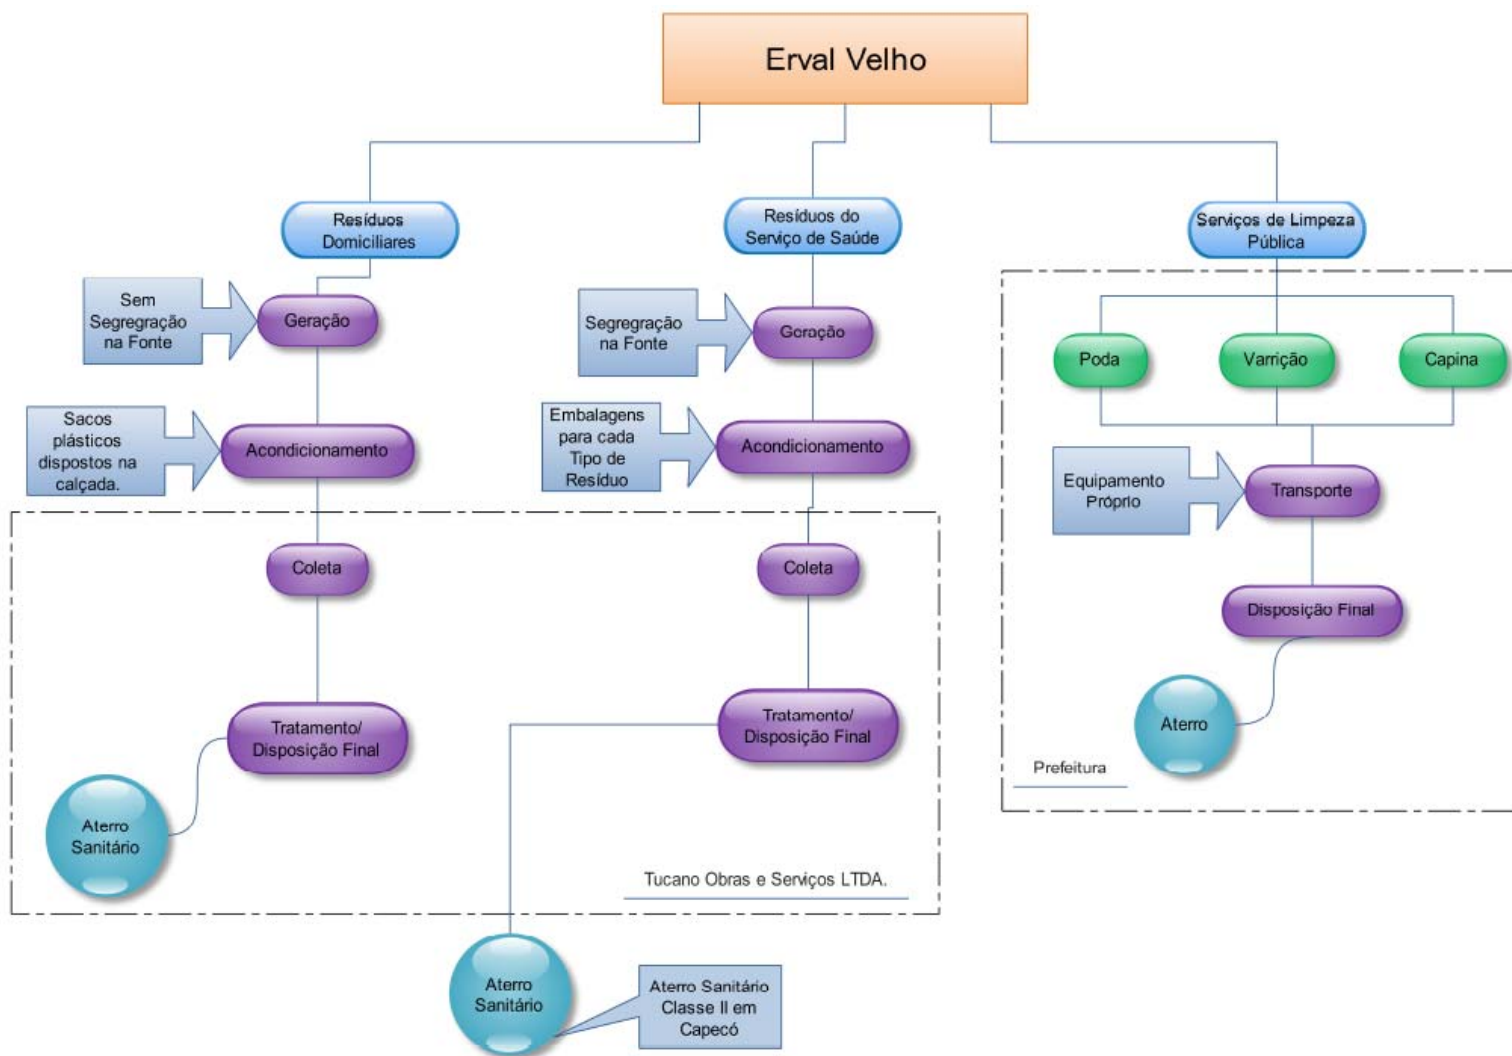 Erval Velho
Resíduos
Domiciliares
Resíduos do
Serviço de Saúde
Serviços de Limpeza
Pública
Sem
Segregração
na Fonte
Geração
Segregração
na Fonte
Geração
Poda
Varrição
Capina
Sacos
plásticos
dispostos na
calçada.
Acondicionamento
Embalagens
para cada
Tipo de
Resíduo
Acondicionamento
Equipamento
Próprio
Transporte
Coleta
Coleta
Disposição Final
Tratamento/
Disposição Final
Tratamento/
Disposição Final
Aterro
Prefeitura
Aterro
Sanitário
Tucano Obras e Serviços LTDA.
Aterro
Sanitário
Aterro Sanitário
Classe II em
Capecó